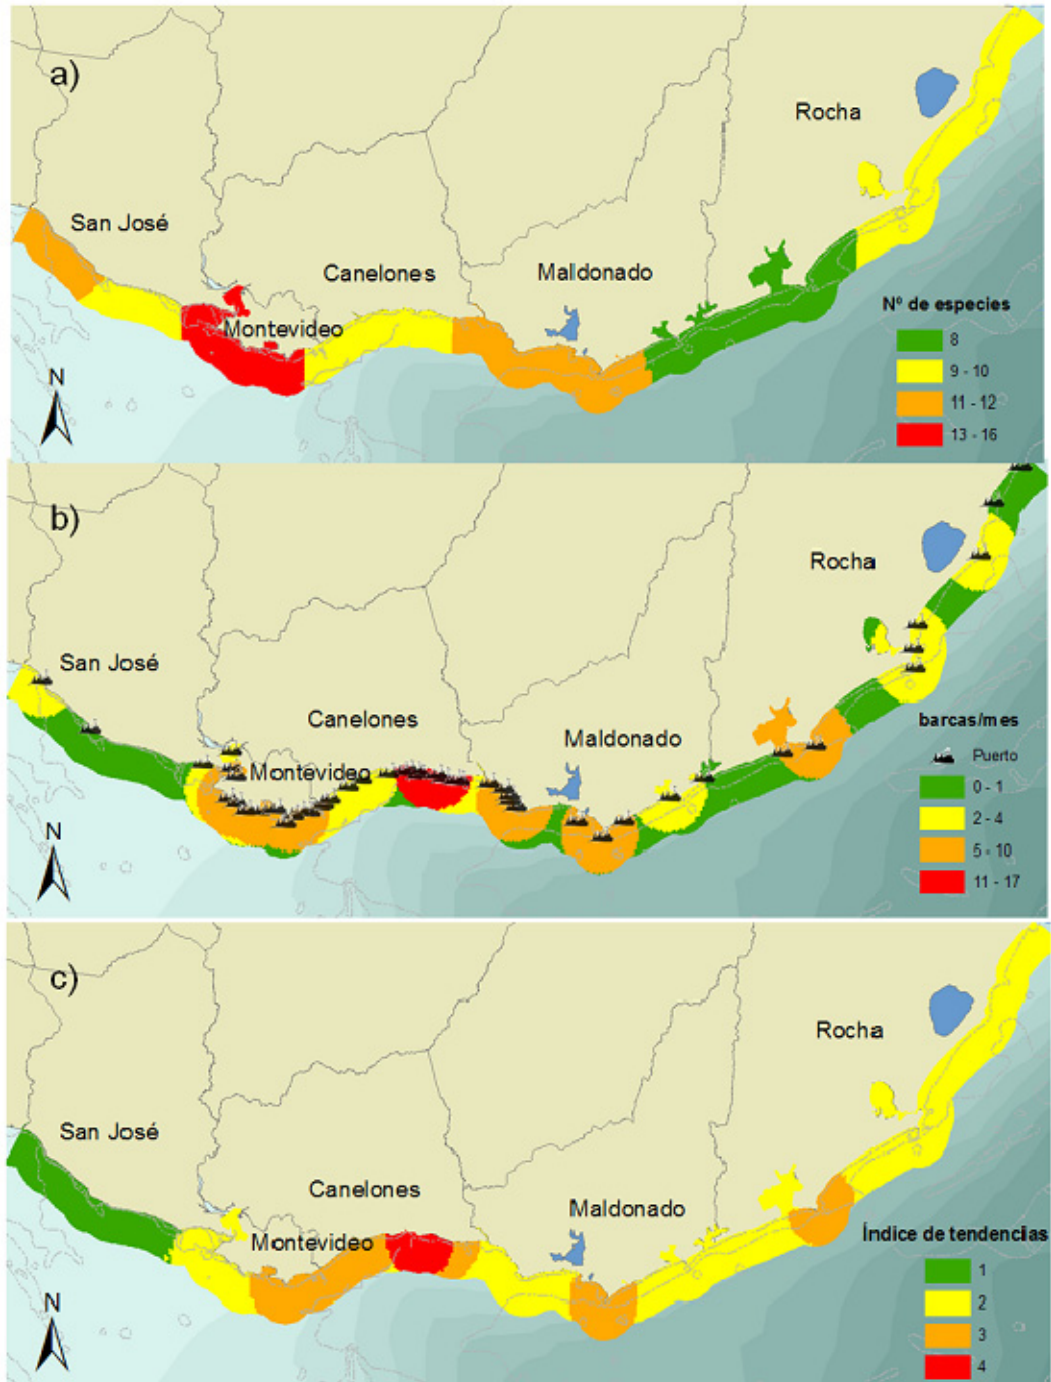 a)
Rocha
San José
Canelones
Maldonado
Montevideo
Nº de especies
8
9 - 10
11 - 12
13 - 16
N
b)
Rocha
San José
Canelones
Maldonado
Montevideo
barcas/mes
Puerto
0 - 1
2 - 4
5 - 10
11 - 17
N
c)
Rocha
San José
Canelones
Maldonado
Montevideo
Índice de tendencias
1
2
3
4
N